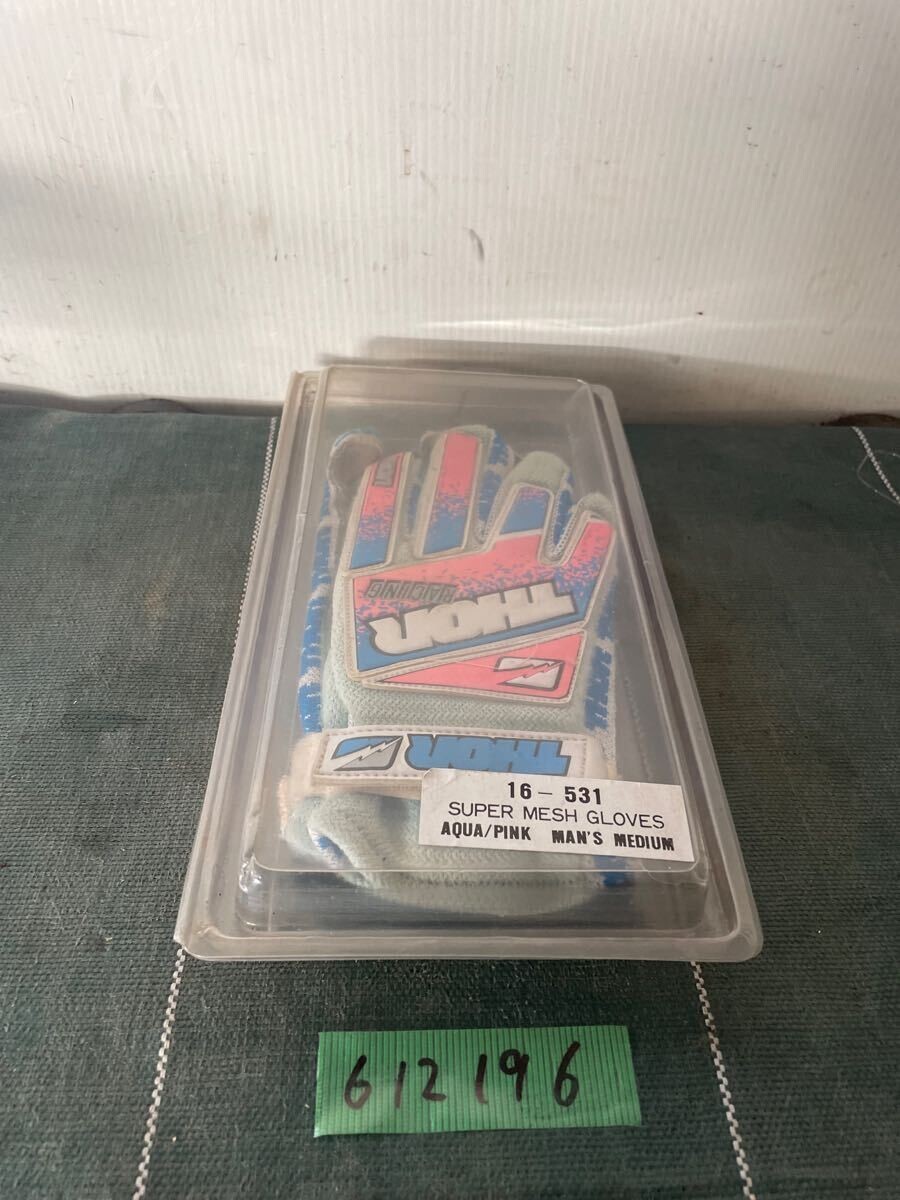 THOR
RACING
THOR
16-531
SUPER MESH GLOVES
AQUA/PINK MAN'S MEDIUM
612196